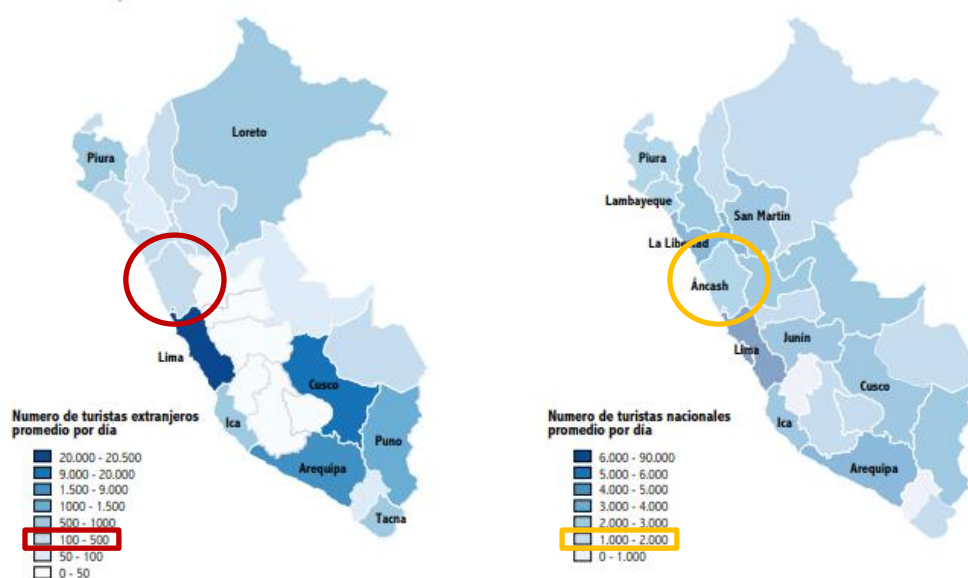 Loreto
Piura
Lima
Cusco
Ica
Puno
Arequipa
Tacna
Numero de turistas extranjeros
promedio por día
20.000 - 20.500
9.000 - 20.000
1.500 - 9.000
1000 - 1.500
500 - 1000
100 - 500
50 - 100
0 - 50
Piura
Lambayeque
San Martin
La Libertad
Áncash
Lima
Junin
Cusco
Ica
Arequipa
Numero de turistas nacionales
promedio por día
6.000 - 90.000
5.000 - 6.000
4.000 - 5.000
3.000 - 4.000
2.000 - 3.000
1.000 - 2.000
0 - 1.000